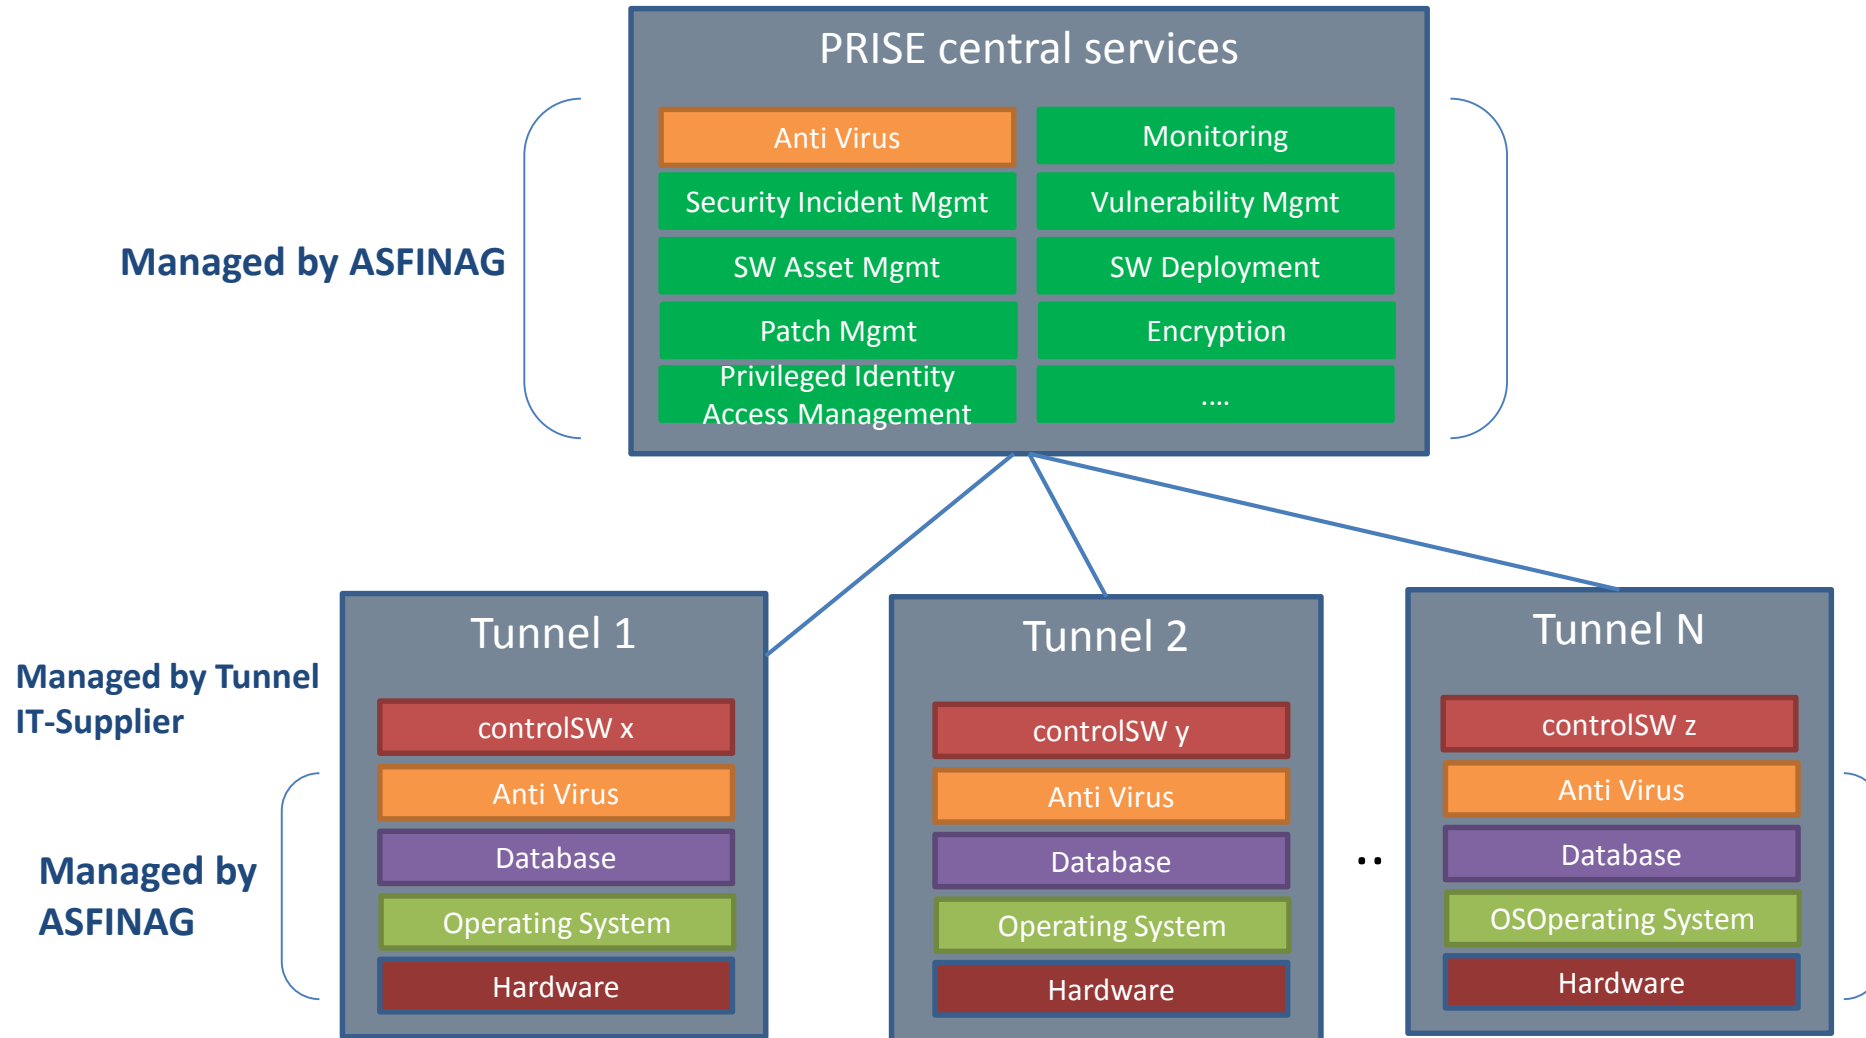 PRISE central services
Anti Virus
Monitoring
Security Incident Mgmt
Vulnerability Mgmt
Managed by ASFINAG
SW Asset Mgmt
SW Deployment
Patch Mgmt
Encryption
Privileged Identity
Access Management
....
Tunnel 1
Tunnel 2
Tunnel N
Managed by Tunnel
IT-Supplier
controlSW x
controlSW y
controlSW z
Anti Virus
Anti Virus
Anti Virus
Managed by
ASFINAG
Database
Database
..
Database
Operating System
Operating System
OSOperating System
Hardware
Hardware
Hardware